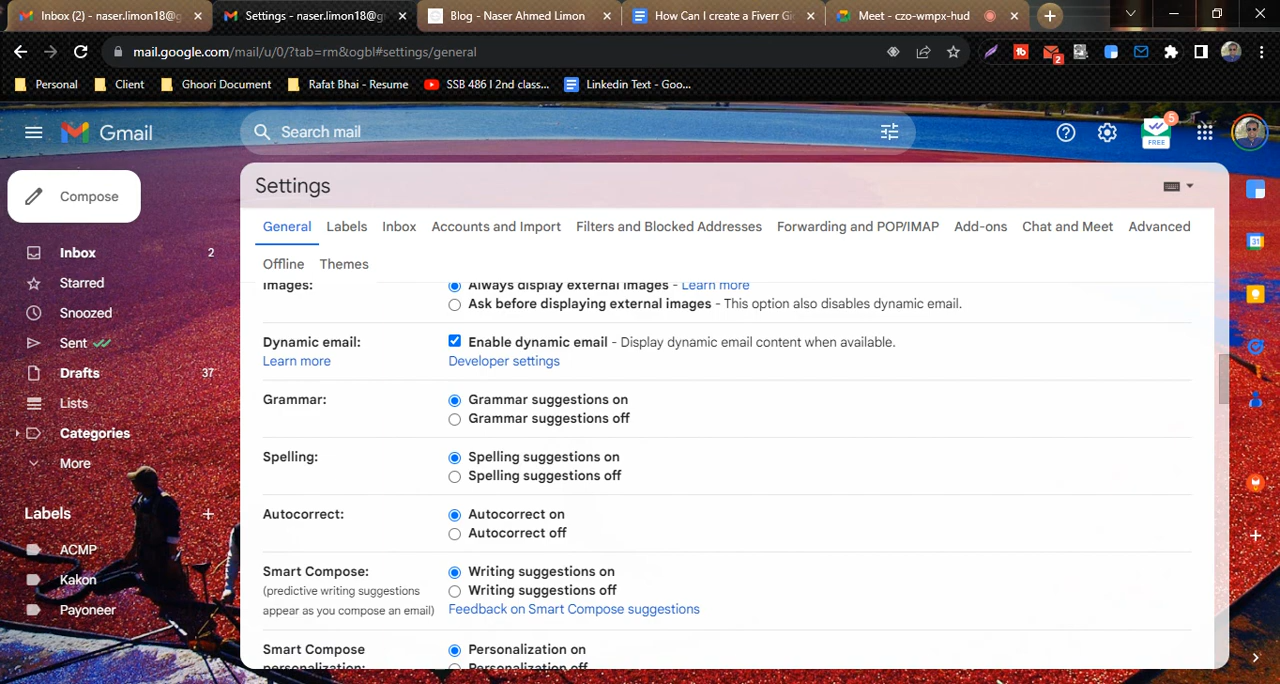 Inbox (2) - naser.limon18@g
Settings - naser.limon18@g
Blog - Naser Ahmed Limon
How Can I create a Fiverr Gi
Meet - czo-wmpx-hud
mail.google.com/mail/u/0/?tab=rm&ogbl#settings/general
2
Personal
Client
Ghoori Document
Rafat Bhai - Resume
SSB 486 I 2nd class...
Linkedin Text - Goo...
Gmail
Search mail
5
FREE
Compose
Settings
General
Labels
Inbox
Accounts and Import
Filters and Blocked Addresses
Forwarding and POP/IMAP
Add-ons
Chat and Meet
Advanced
Offline
Themes
Inbox 2
Starred
Snoozed
Sent
Drafts 37
Lists
Categories
More
Labels
ACMP
Kakon
Payoneer
Images: Always display external images - Learn more
Ask before displaying external images - This option also disables dynamic email.
Dynamic email: Enable dynamic email - Display dynamic email content when available.
Learn more Developer settings
Grammar: Grammar suggestions on
Grammar suggestions off
Spelling: Spelling suggestions on
Spelling suggestions off
Autocorrect: Autocorrect on
Autocorrect off
Smart Compose: Writing suggestions on
(predictive writing suggestions Writing suggestions off
appear as you compose an email) Feedback on Smart Compose suggestions
Smart Compose Personalization on
personalization: Personalization off
31